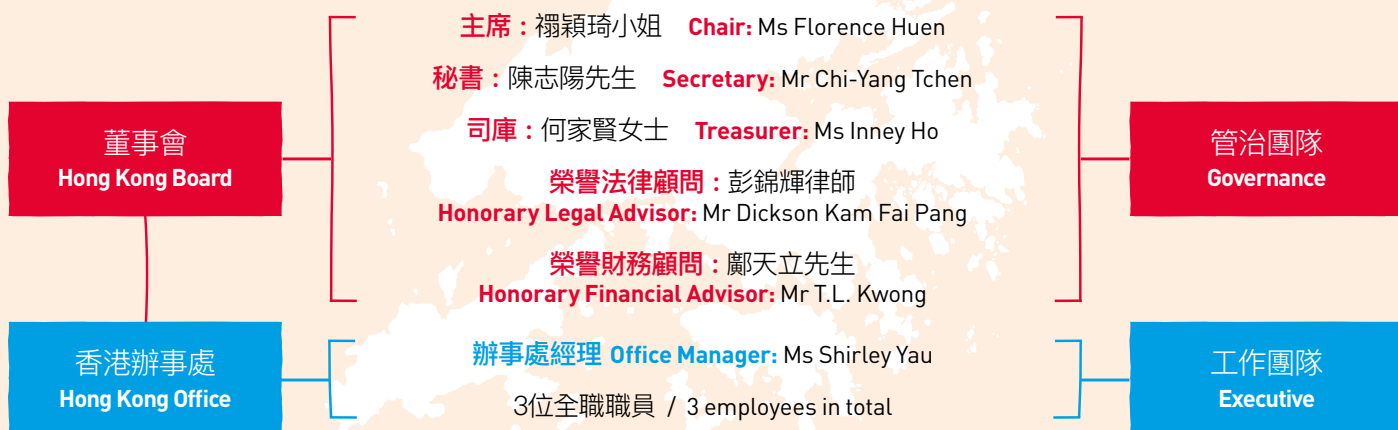 主席：禤穎琦小姐 Chair: Ms Florence Huen
秘書：陳志陽先生 Secretary: Mr Chi-Yang Tchen
司庫：何家賢女士 Treasurer: Ms Inney Ho
榮譽法律顧問：彭錦輝律師
Honorary Legal Advisor: Mr Dickson Kam Fai Pang
榮譽財務顧問：鄺天立先生
Honorary Financial Advisor: Mr T.L. Kwong
董事會
Hong Kong Board
管治團隊
Governance
香港辦事處
Hong Kong Office
辦事處經理 Office Manager: Ms Shirley Yau
3位全職職員 / 3 employees in total
工作團隊
Executive